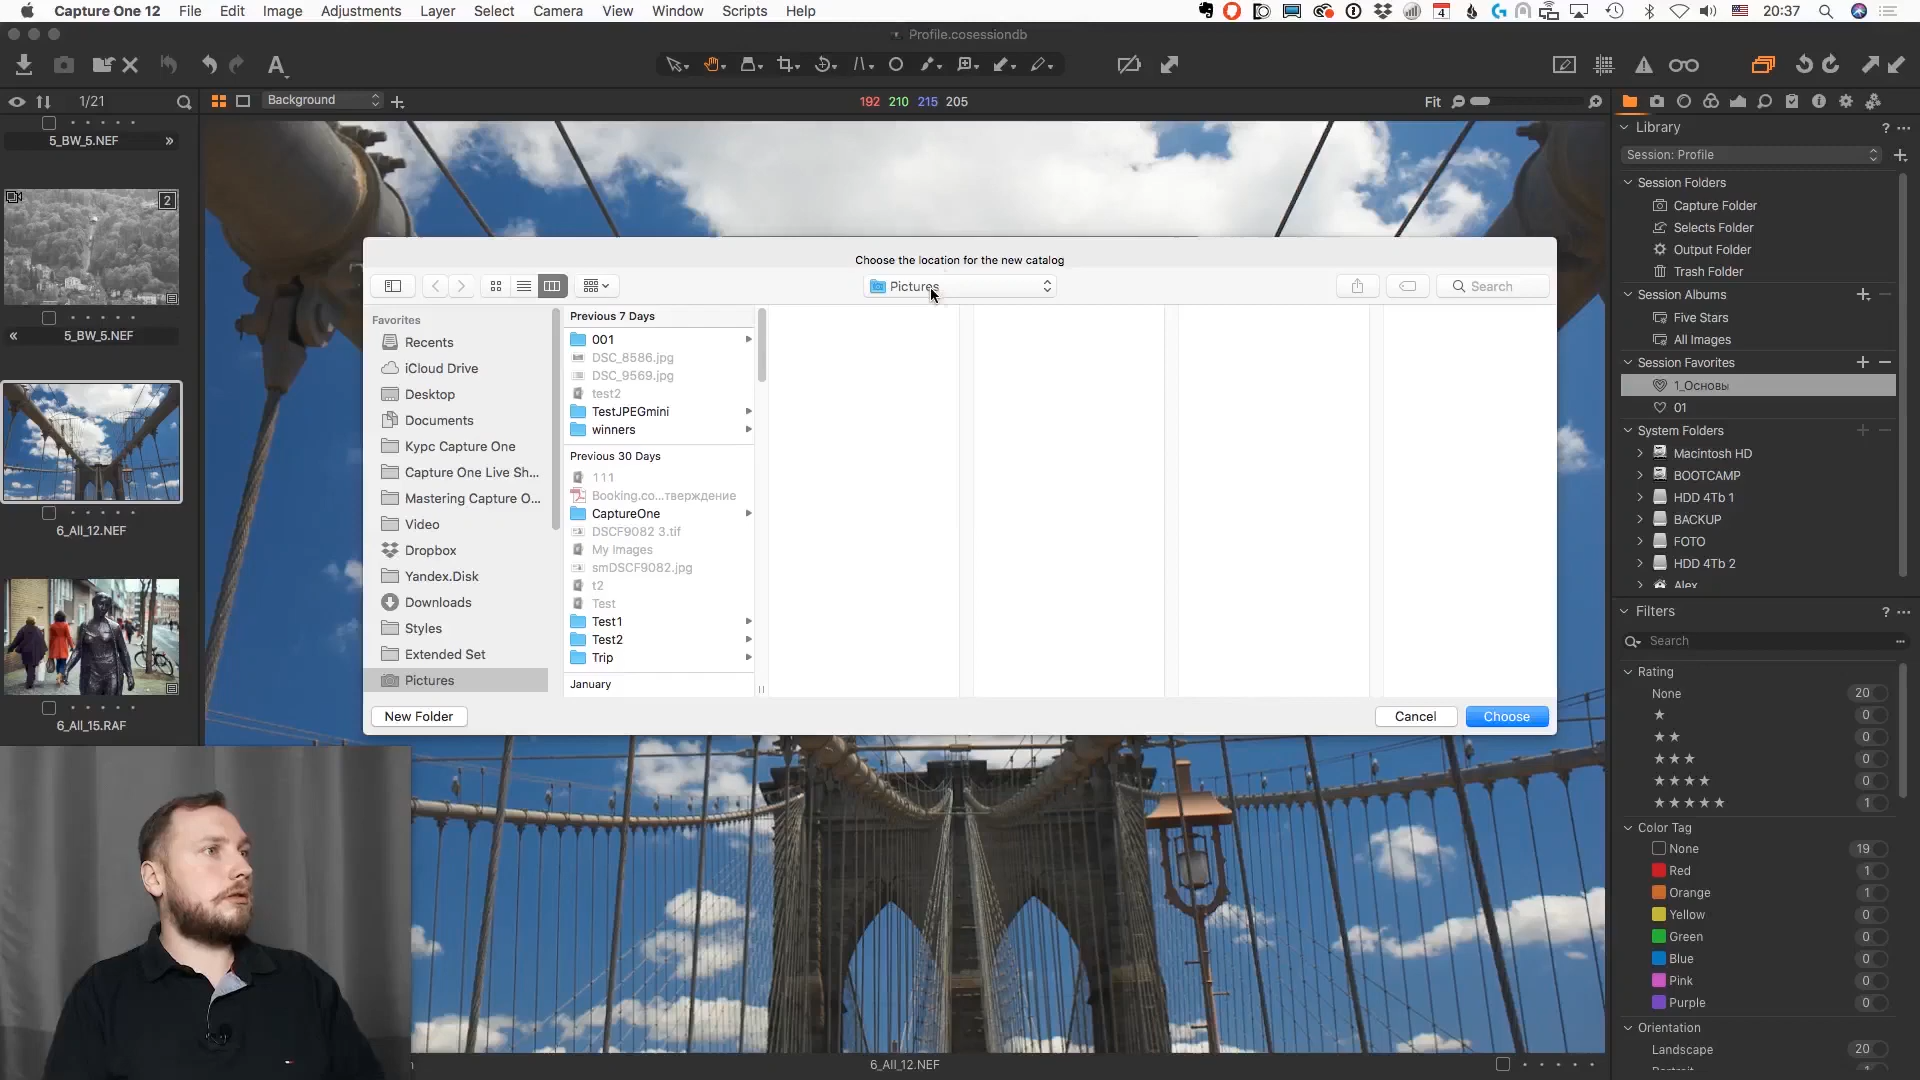 Capture One 12 File Edit Image Adjustments Layer Select Camera View Window Scripts Help 4 20:37
Profile.cosessiondb
1/21 Background 192 210 215 205 Fit
5_BW_5.NEF
2
5_BW_5.NEF
6_All_12.NEF
6_All_15.RAF
Choose the location for the new catalog
Pictures
Search
Favorites
Recents
iCloud Drive
Desktop
Documents
Курс Capture One
Capture One Live Sh...
Mastering Capture O...
Video
Dropbox
Yandex.Disk
Downloads
Styles
Extended Set
Pictures
Previous 7 Days
001
DSC_8586.jpg
DSC_9569.jpg
test2
TestJPEGmini
winners
Previous 30 Days
111
Booking.co...тверждение
CaptureOne
DSCF9082 3.tif
My Images
smDSCF9082.jpg
t2
Test
Test1
Test2
Trip
January
New Folder Cancel Choose
6_All_12.NEF
Library
Session: Profile
Session Folders
Capture Folder
Selects Folder
Output Folder
Trash Folder
Session Albums
Five Stars
All Images
Session Favorites
1_Основы
01
System Folders
Macintosh HD
BOOTCAMP
HDD 4Tb 1
BACKUP
FOTO
HDD 4Tb 2
Alex
Filters
Search
Rating
None 20
★ 0
★★ 0
★★★ 0
★★★★ 0
★★★★★ 1
Color Tag
None 19
Red 1
Orange 1
Yellow 0
Green 0
Blue 0
Pink 0
Purple 0
Orientation
Landscape 20